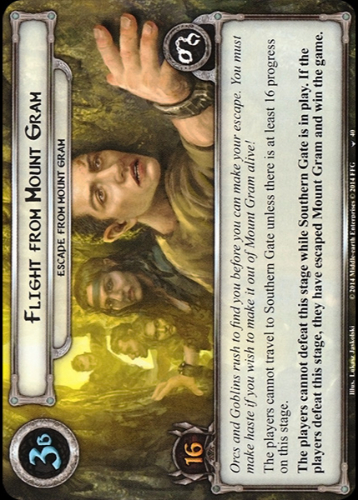 3B
FLIGHT FROM MOUNT GRAM
ESCAPE FROM MOUNT GRAM
16
Orcs and Goblins rush to find you before you can make your escape. You must
make haste if you wish to make it out of Mount Gram alive!
The players cannot travel to Southern Gate unless there is at least 16 progress
on this stage.
The players cannot defeat this stage while Southern Gate is in play. If the
players defeat this stage, they have escaped Mount Gram and win the game.
Illus. Lukasz Jaskolski © 2014 Middle-earth Enterprises © 2014 FFG 40